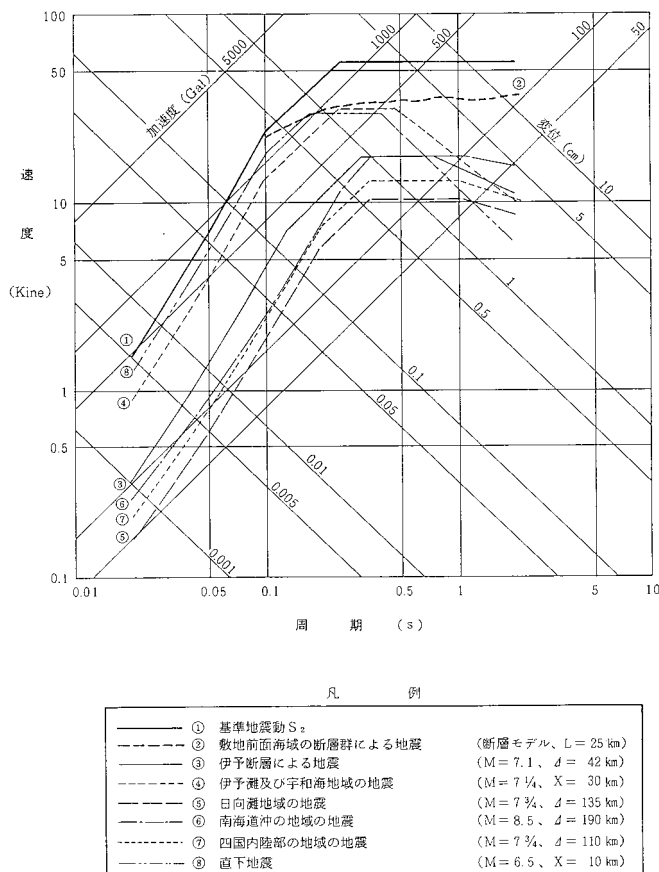 100
5000
1000
500
100
50
50
加速度 (Gal)
②
変位 (cm)
速
度
(Kine)
10
10
5
5
1
①
⑧
0.5
④
1
0.1
0.05
0.5
0.01
③
0.005
⑥
⑦
⑤
0.001
0.1
0.01
0.05
0.1
0.5
1
5
10
周 期 (s)
凡 例
① 基準地震動S₂
② 敷地前面海域の断層群による地震 (断層モデル、L = 25 km)
③ 伊予断層による地震 (M = 7.1 、 Δ = 42 km)
④ 伊予灘及び宇和海地域の地震 (M = 7 ¼、 X = 30 km)
⑤ 日向灘地域の地震 (M = 7 ¾、 Δ = 135 km)
⑥ 南海道沖の地域の地震 (M = 8.5 、 Δ = 190 km)
⑦ 四国内陸部の地域の地震 (M = 7 ¾、 Δ = 110 km)
⑧ 直下地震 (M = 6.5 、 X = 10 km)